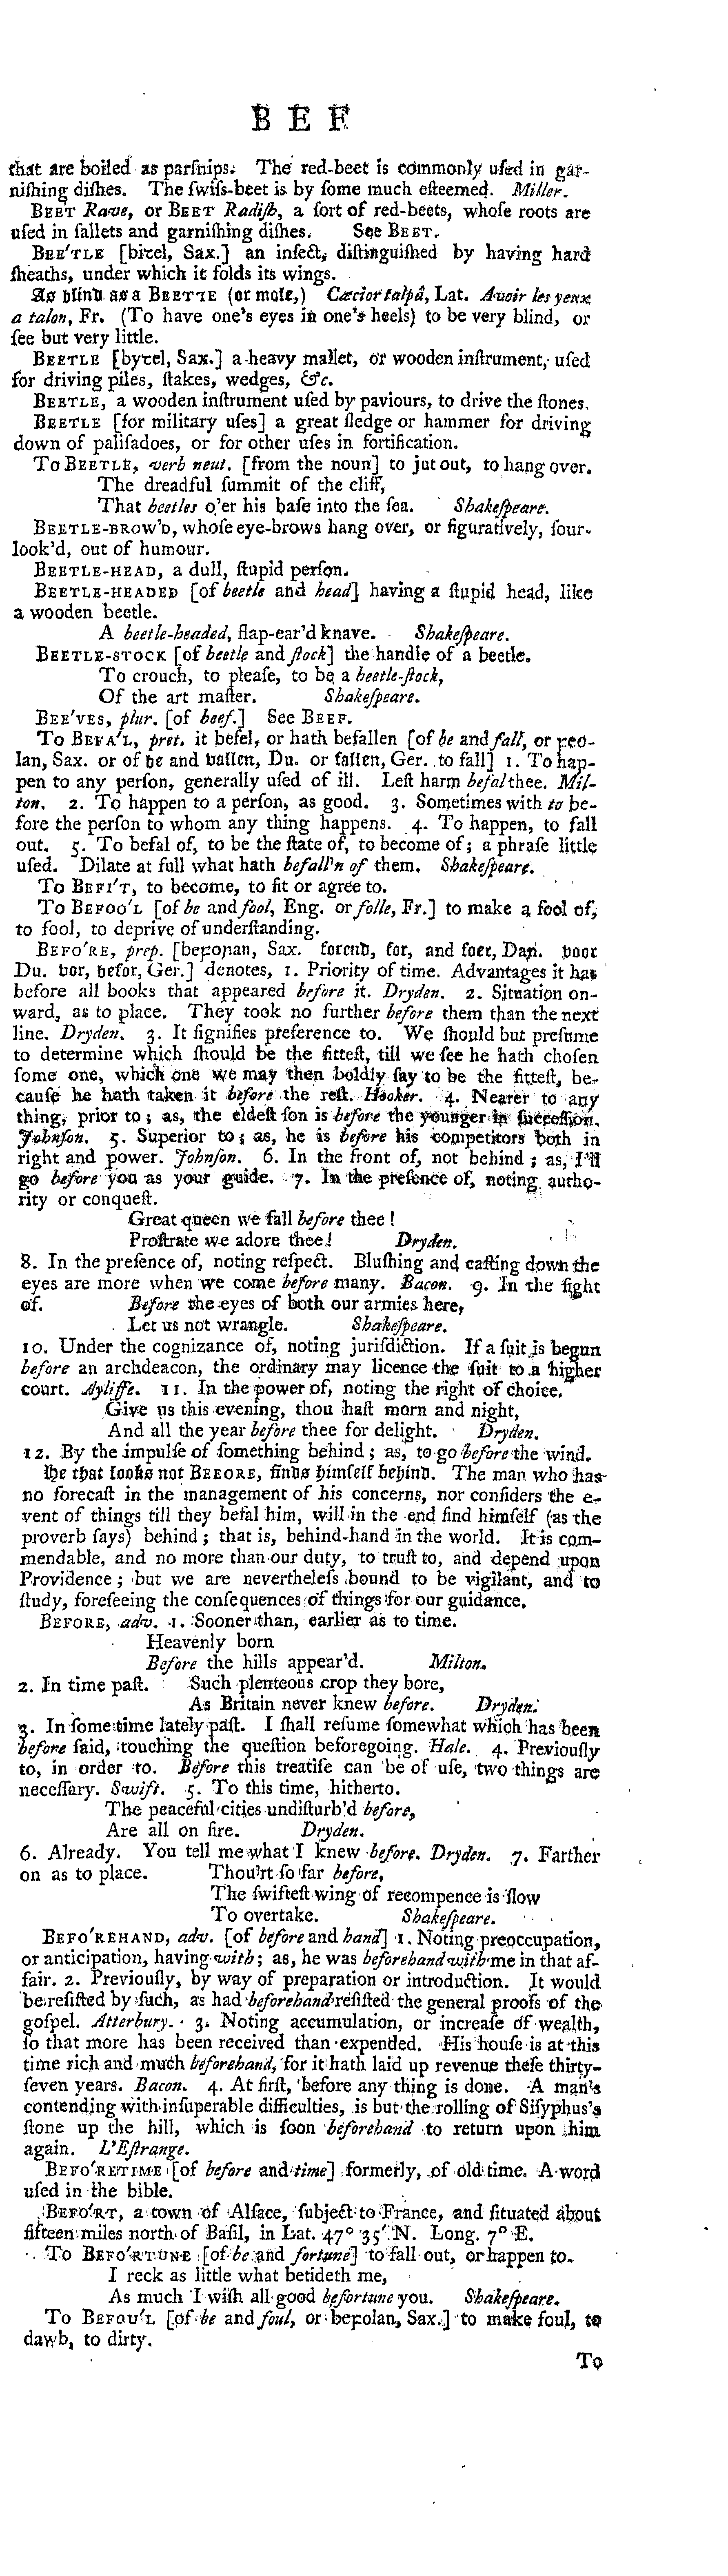 B E F
that are boiled as parſnips. The red-beet is commonly uſed in gar-
niſhing diſhes. The ſwiſs-beet is by ſome much eſteemed. Miller.
BEET Rave, or BEET Radiſh, a ſort of red-beets, whoſe roots are
uſed in ſallets and garniſhing diſhes. See BEET.
BEE'TLE [bitel, Sax.] an inſect, diſtinguiſhed by having hard
ſheaths, under which it folds its wings.
As blind as a BEETLE (or mole,) Cæcior talpâ, Lat. Avoir les yeux
a talon, Fr. (To have one's eyes in one's heels) to be very blind, or
ſee but very little.
BEETLE [bytel, Sax.] a heavy mallet, or wooden inſtrument, uſed
for driving piles, ſtakes, wedges, &c.
BEETLE, a wooden inſtrument uſed by paviours, to drive the ſtones.
BEETLE [for military uſes] a great ſledge or hammer for driving
down of paliſadoes, or for other uſes in fortification.
To BEETLE, verb neut. [from the noun] to jut out, to hang over.
The dreadful ſummit of the cliff,
That beetles o'er his baſe into the ſea. Shakeſpeare.
BEETLE-BROW'D, whoſe eye-brows hang over, or figuratively, ſour-
look'd, out of humour.
BEETLE-HEAD, a dull, ſtupid perſon.
BEETLE-HEADED [of beetle and head] having a ſtupid head, like
a wooden beetle.
A beetle-headed, flap-ear'd knave. Shakeſpeare.
BEETLE-STOCK [of beetle and ſtock] the handle of a beetle.
To crouch, to pleaſe, to be a beetle-ſtock,
Of the art maſter. Shakeſpeare.
BEE'VES, plur. [of beef.] See BEEF.
To BEFA'L, pret. it befel, or hath befallen [of be and fall, or feo-
lan, Sax. or of be and vallen, Du. or fallen, Ger. to fall] 1. To hap-
pen to any perſon, generally uſed of ill. Leſt harm befal thee. Mil-
ton. 2. To happen to a perſon, as good. 3. Sometimes with to be-
fore the perſon to whom any thing happens. 4. To happen, to fall
out. 5. To befal of, to be the ſtate of, to become of; a phraſe little
uſed. Dilate at full what hath befall'n of them. Shakeſpeare.
To BEFI'T, to become, to fit or agree to.
To BEFOO'L [of be and fool, Eng. or folle, Fr.] to make a fool of,
to fool, to deprive of underſtanding.
BEFO'RE, prep. [beforan, Sax. forend, for, and foer, Dan. voor
Du. vor, befor, Ger.] denotes, 1. Priority of time. Advantages it has
before all books that appeared before it. Dryden. 2. Situation on-
ward, as to place. They took no further before them than the next
line. Dryden. 3. It ſignifies preference to. We ſhould but preſume
to determine which ſhould be the fitteſt, till we ſee he hath choſen
ſome one, which one we may then boldly ſay to be the fitteſt, be-
cauſe he hath taken it before the reſt. Hooker. 4. Nearer to any
thing, prior to; as, the eldeſt ſon is before the younger in ſucceſſion.
Johnſon. 5. Superior to; as, he is before his competitors both in
right and power. Johnſon. 6. In the front of, not behind; as, I'll
go before you as your guide. 7. In the preſence of, noting autho-
rity or conqueſt.
Great queen we fall before thee!
Proſtrate we adore thee! Dryden.
8. In the preſence of, noting reſpect. Bluſhing and caſting down the
eyes are more when we come before many. Bacon. 9. In the ſight
of. Before the eyes of both our armies here,
Let us not wrangle. Shakeſpeare.
10. Under the cognizance of, noting juriſdiction. If a ſuit is begun
before an archdeacon, the ordinary may licence the ſuit to a higher
court. Ayliffe. 11. In the power of, noting the right of choice.
Give us this evening, thou haſt morn and night,
And all the year before thee for delight. Dryden.
12. By the impulſe of ſomething behind; as, to go before the wind.
He that looks not BEFORE, finds himſelf behind. The man who has
no forecaſt in the management of his concerns, nor conſiders the e-
vent of things till they befal him, will in the end find himſelf (as the
proverb ſays) behind; that is, behind-hand in the world. It is com-
mendable, and no more than our duty, to truſt to, and depend upon
Providence; but we are nevertheleſs bound to be vigilant, and to
ſtudy, foreſeeing the conſequences of things for our guidance.
BEFORE, adv. 1. Sooner than, earlier as to time.
Heavenly born
Before the hills appear'd. Milton.
2. In time paſt. Such plenteous crop they bore,
As Britain never knew before. Dryden.
3. In ſome time lately paſt. I ſhall reſume ſomewhat which has been
before ſaid, touching the queſtion beforegoing. Hale. 4. Previouſly
to, in order to. Before this treatiſe can be of uſe, two things are
neceſſary. Swift. 5. To this time, hitherto.
The peaceful cities undiſturb'd before,
Are all on fire. Dryden.
6. Already. You tell me what I knew before. Dryden. 7. Farther
on as to place. Thou'rt ſo far before,
The ſwifteſt wing of recompence is ſlow
To overtake. Shakeſpeare.
BEFO'REHAND, adv. [of before and hand] 1. Noting preoccupation,
or anticipation, having with; as, he was beforehand with me in that af-
fair. 2. Previouſly, by way of preparation or introduction. It would
be reſiſted by ſuch, as had beforehand reſiſted the general proofs of the
goſpel. Atterbury. 3. Noting accumulation, or increaſe of wealth,
ſo that more has been received than expended. His houſe is at this
time rich and much beforehand, for it hath laid up revenue theſe thirty-
ſeven years. Bacon. 4. At firſt, before any thing is done. A man's
contending with inſuperable difficulties, is but the rolling of Siſyphus's
ſtone up the hill, which is ſoon beforehand to return upon him
again. L'Eſtrange.
BEFO'RETIME [of before and time] formerly, of old time. A word
uſed in the bible.
BEFO'RT, a town of Alſace, ſubject to France, and ſituated about
fifteen miles north of Baſil, in Lat. 47° 35' N. Long. 7° E.
To BEFO'RTUNE [of be and fortune] to fall out, or happen to.
I reck as little what betideth me,
As much I wiſh all good befortune you. Shakeſpeare.
To BEFOU'L [of be and foul, or befolan, Sax.] to make foul, to
dawb, to dirty.
To